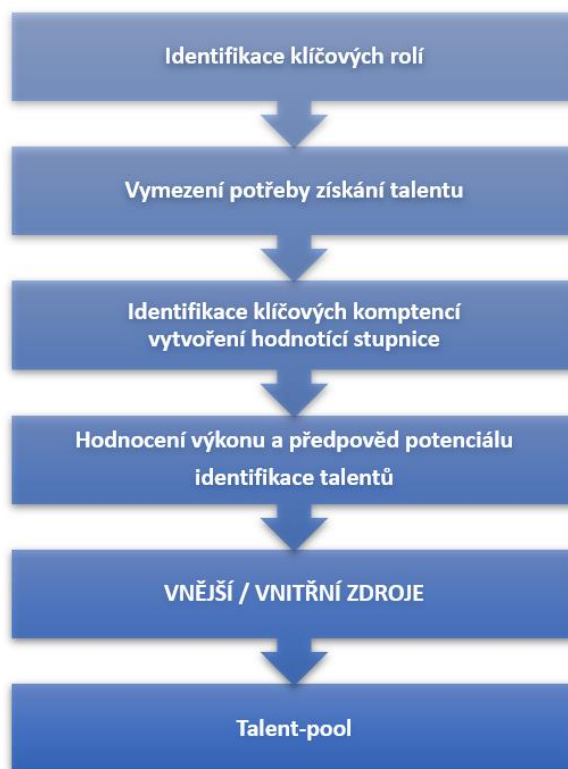 Identifikace klíčových rolí
Vymezení potřeby získání talentu
Identifikace klíčových komptencí
vytvoření hodnotící stupnice
Hodnocení výkonu a předpověd potenciálu
identifikace talentů
VNĚJŠÍ / VNITŘNÍ ZDROJE
Talent-pool